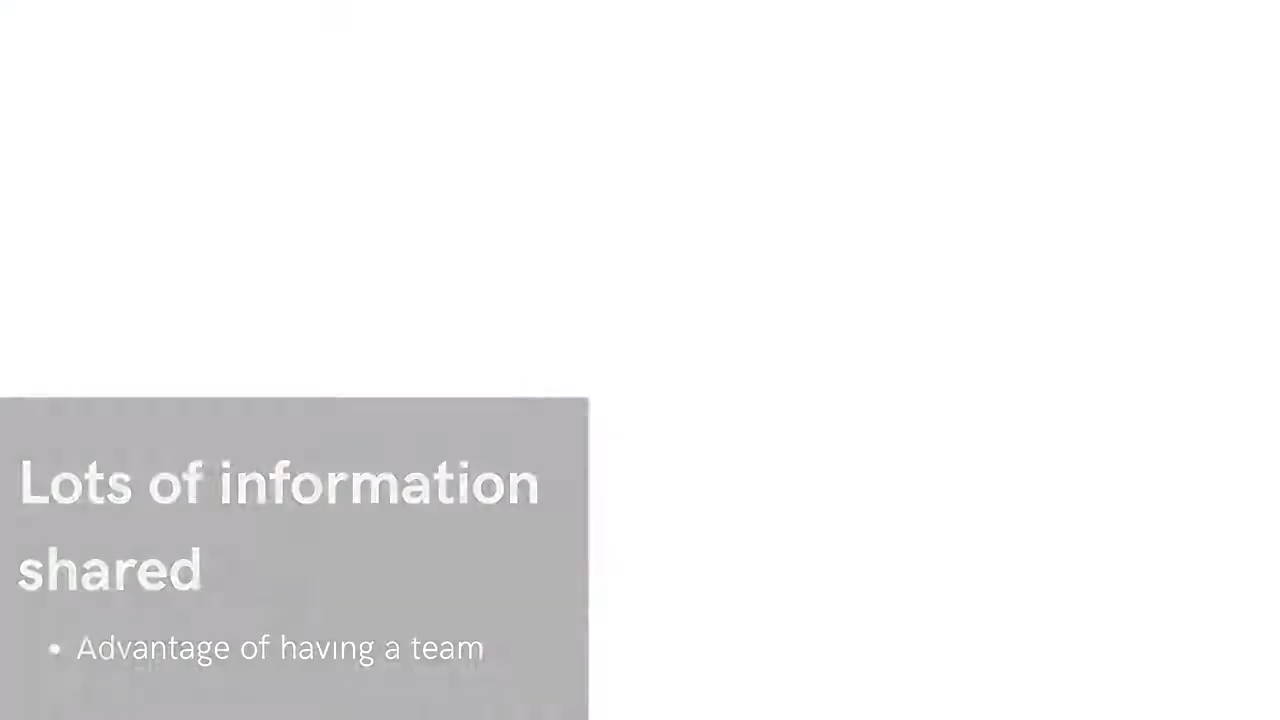 Lots of information
shared
• Advantage of having a team